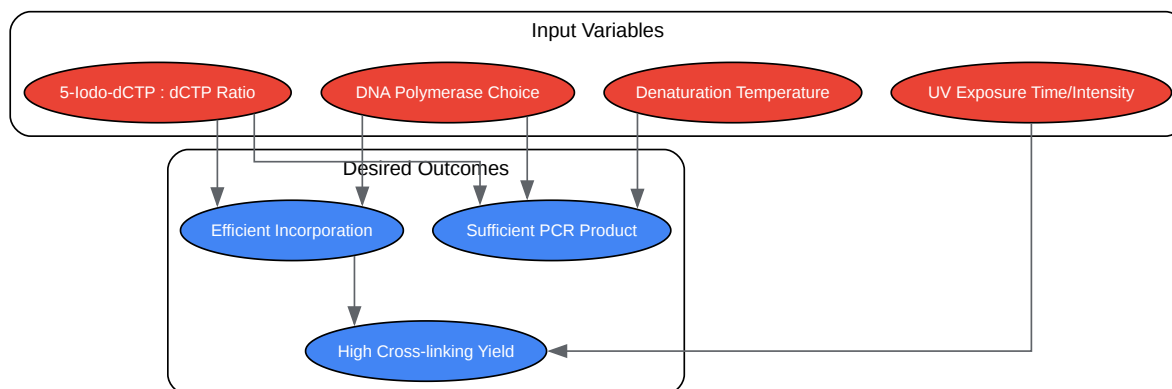 Input Variables
5-Iodo-dCTP : dCTP Ratio
DNA Polymerase Choice
Denaturation Temperature
UV Exposure Time/Intensity
Desired Outcomes
Efficient Incorporation
Sufficient PCR Product
High Cross-linking Yield